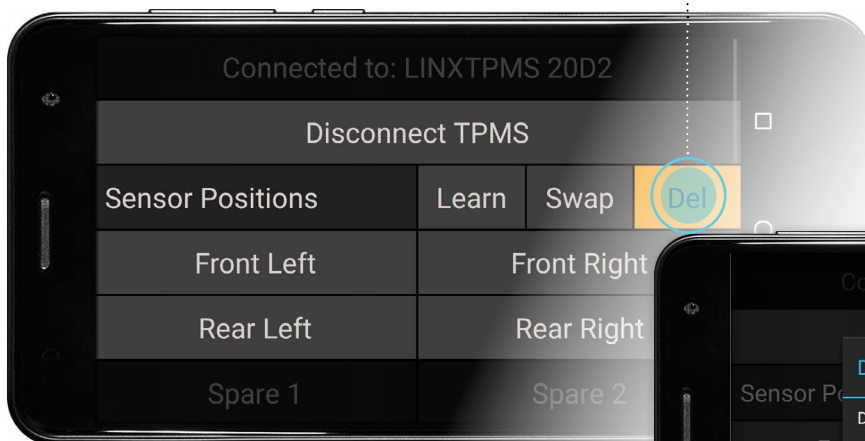 Connected to: LINXTPMS 20D2
Disconnect TPMS
Sensor Positions Learn Swap Del
Front Left Front Right
Rear Left Rear Right
Spare 1 Spare 2
Sensor